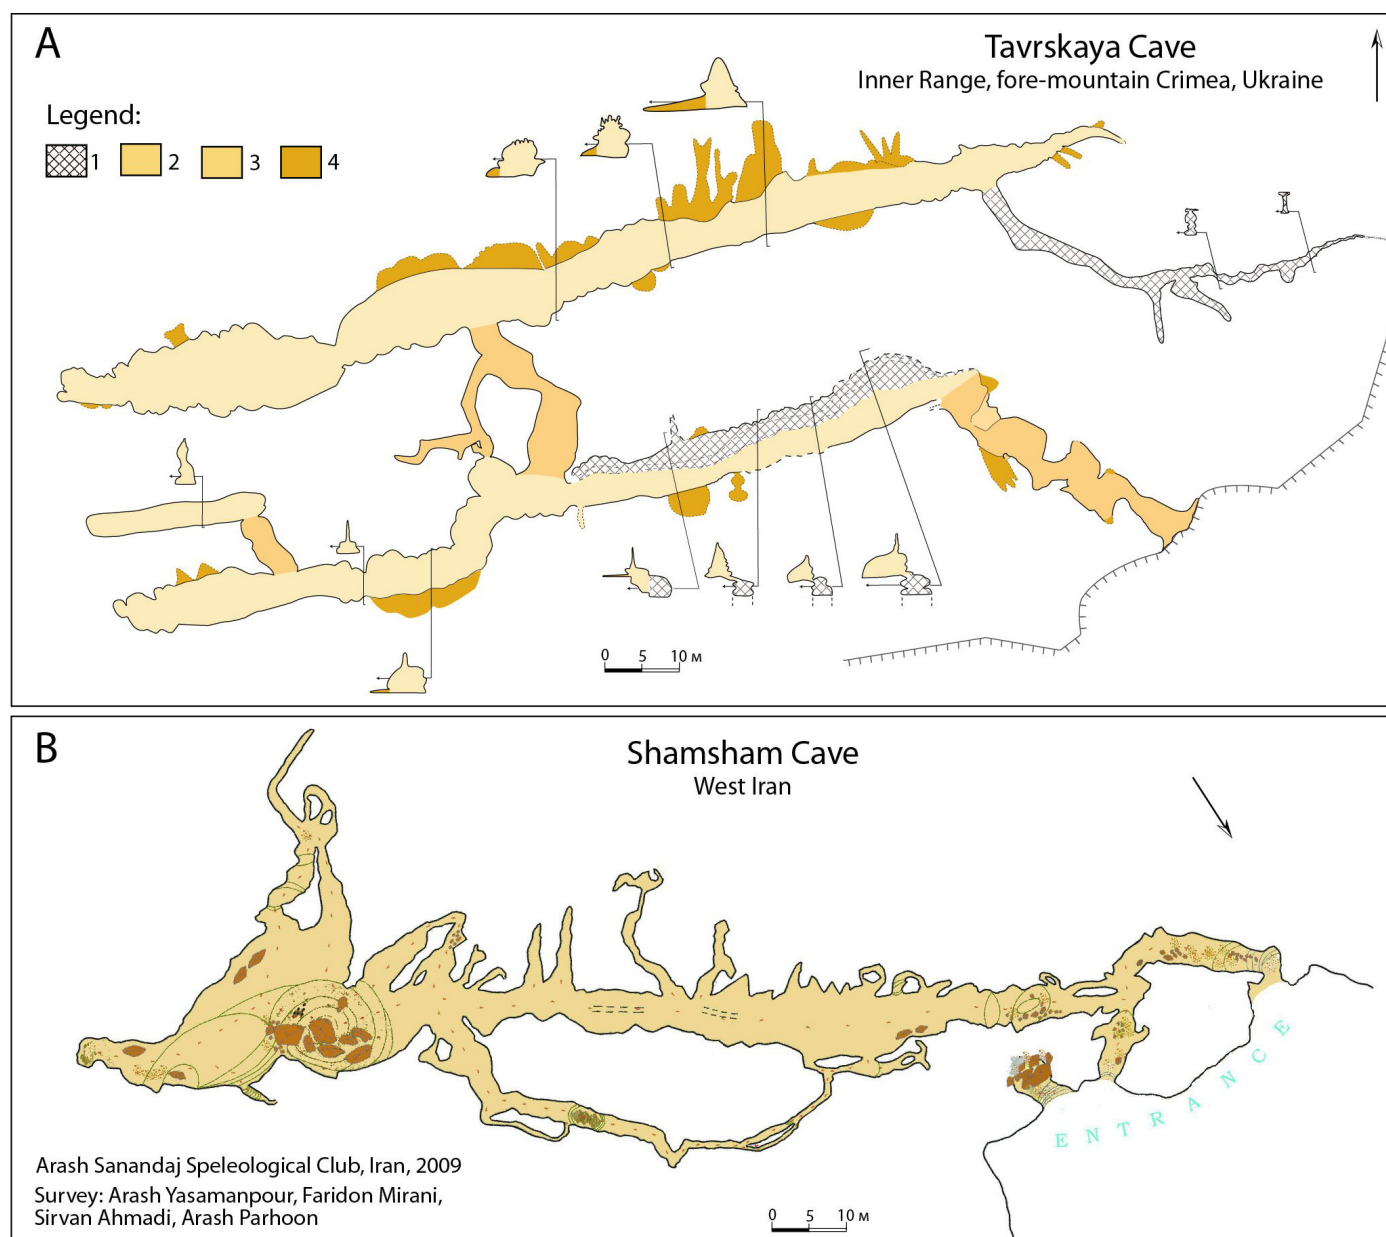 A
Tavrskaya Cave
Inner Range, fore-mountain Crimea, Ukraine
Legend:
1 2 3 4
0 5 10 м
B
Shamsham Cave
West Iran
ENTRANCE
Arash Sanandaj Speleological Club, Iran, 2009
Survey: Arash Yasamanpour, Faridon Mirani,
Sirvan Ahmadi, Arash Parhoon
0 5 10 м